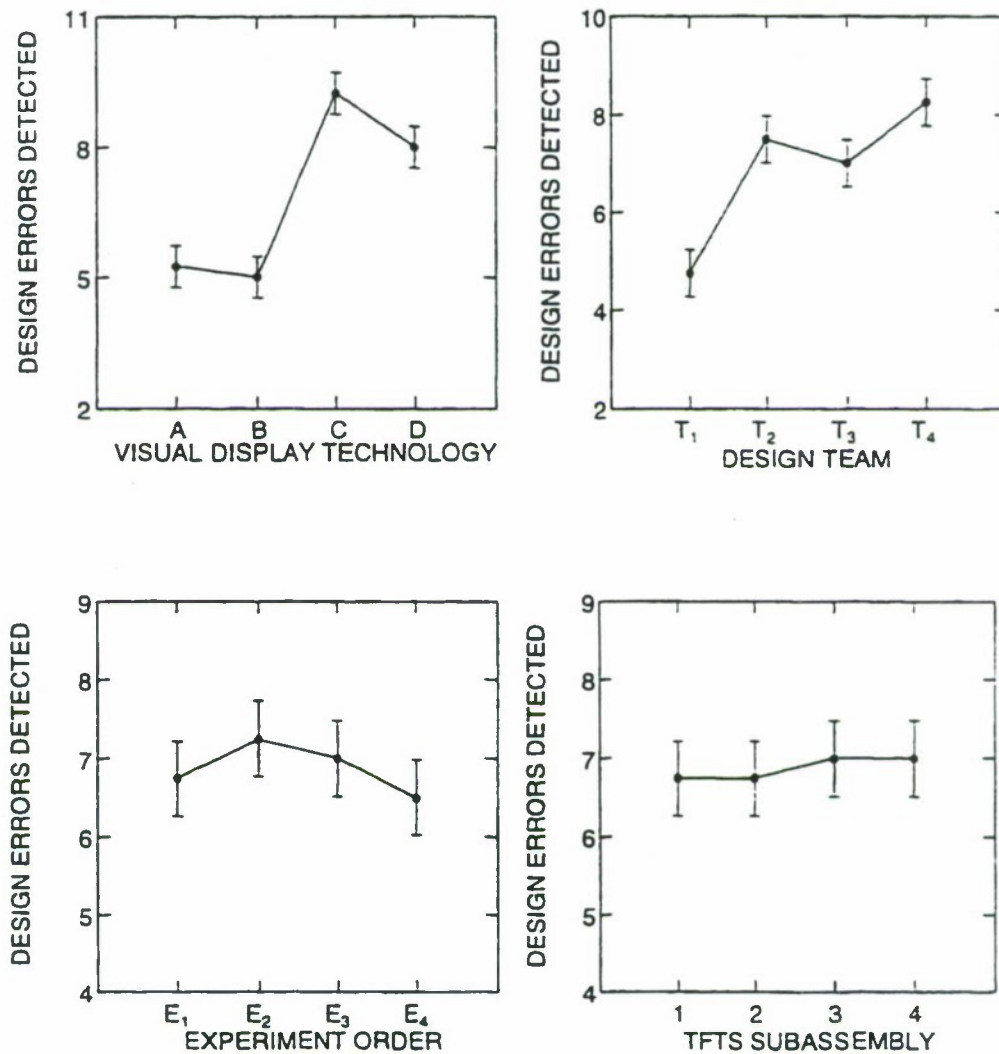 DESIGN ERRORS DETECTED
11
8
5
2
A B C D
VISUAL DISPLAY TECHNOLOGY
DESIGN ERRORS DETECTED
10
8
6
4
2
T₁ T₂ T₃ T₄
DESIGN TEAM
DESIGN ERRORS DETECTED
9
8
7
6
5
4
E₁ E₂ E₃ E₄
EXPERIMENT ORDER
DESIGN ERRORS DETECTED
9
8
7
6
5
4
1 2 3 4
TFTS SUBASSEMBLY